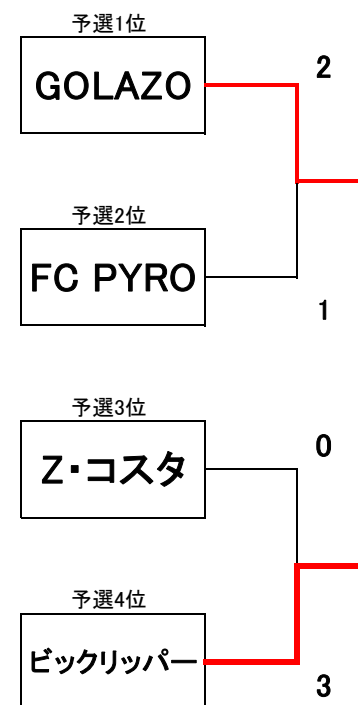 予選1位
GOLAZO
2
予選2位
FC PYRO
1
予選3位
Z・コスタ
0
予選4位
ビックリッパー
3